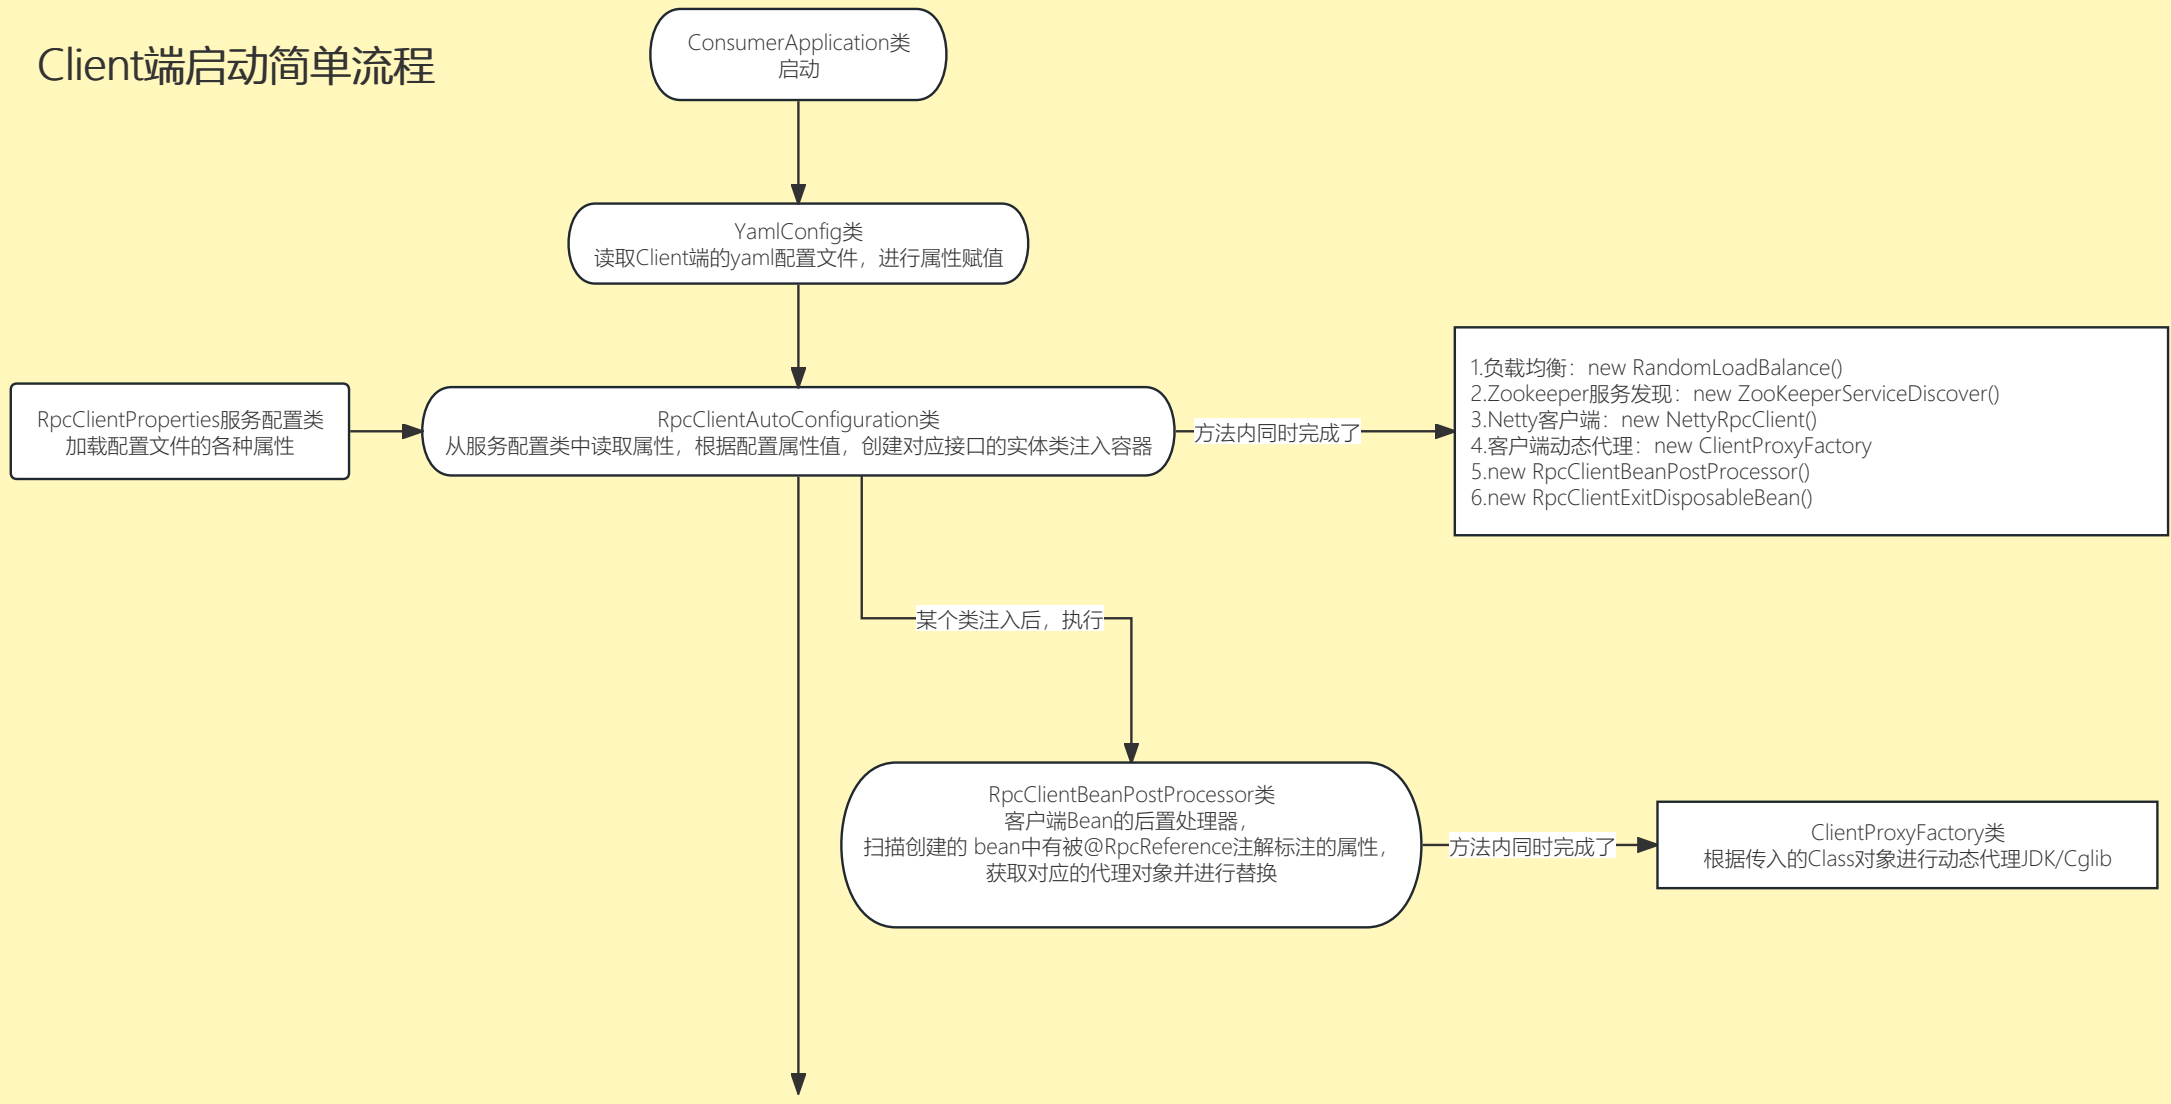 Client端启动简单流程
ConsumerApplication类
启动
YamlConfig类
读取Client端的yaml配置文件，进行属性赋值
RpcClientProperties服务配置类
加载配置文件的各种属性
RpcClientAutoConfiguration类
从服务配置类中读取属性，根据配置属性值，创建对应接口的实体类注入容器
方法内同时完成了
1.负载均衡：new RandomLoadBalance()
2.Zookeeper服务发现：new ZooKeeperServiceDiscover()
3.Netty客户端：new NettyRpcClient()
4.客户端动态代理：new ClientProxyFactory
5.new RpcClientBeanPostProcessor()
6.new RpcClientExitDisposableBean()
某个类注入后，执行
RpcClientBeanPostProcessor类
客户端Bean的后置处理器，
扫描创建的 bean中有被@RpcReference注解标注的属性，
获取对应的代理对象并进行替换
方法内同时完成了
ClientProxyFactory类
根据传入的Class对象进行动态代理JDK/Cglib